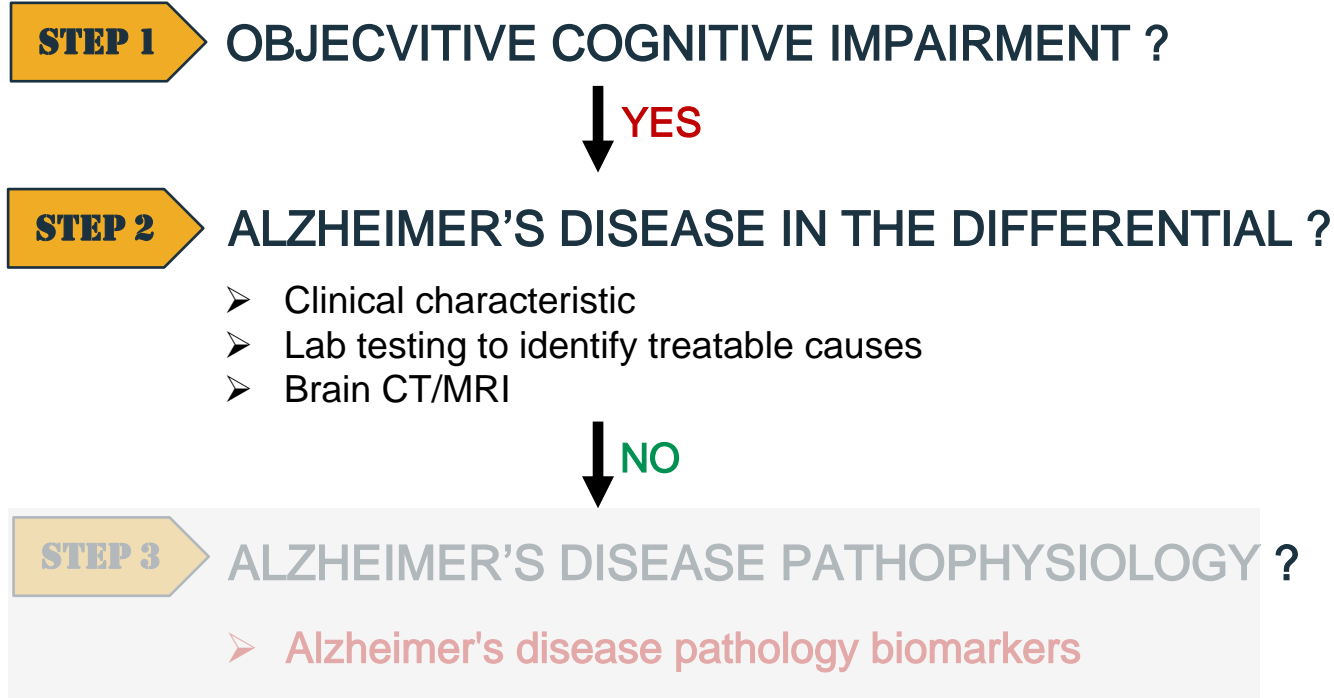 STEP 1 OBJECVITIVE COGNITIVE IMPAIRMENT ?
YES
STEP 2 ALZHEIMER’S DISEASE IN THE DIFFERENTIAL ?
➢ Clinical characteristic
➢ Lab testing to identify treatable causes
➢ Brain CT/MRI
NO
STEP 3 ALZHEIMER’S DISEASE PATHOPHYSIOLOGY ?
➢ Alzheimer's disease pathology biomarkers